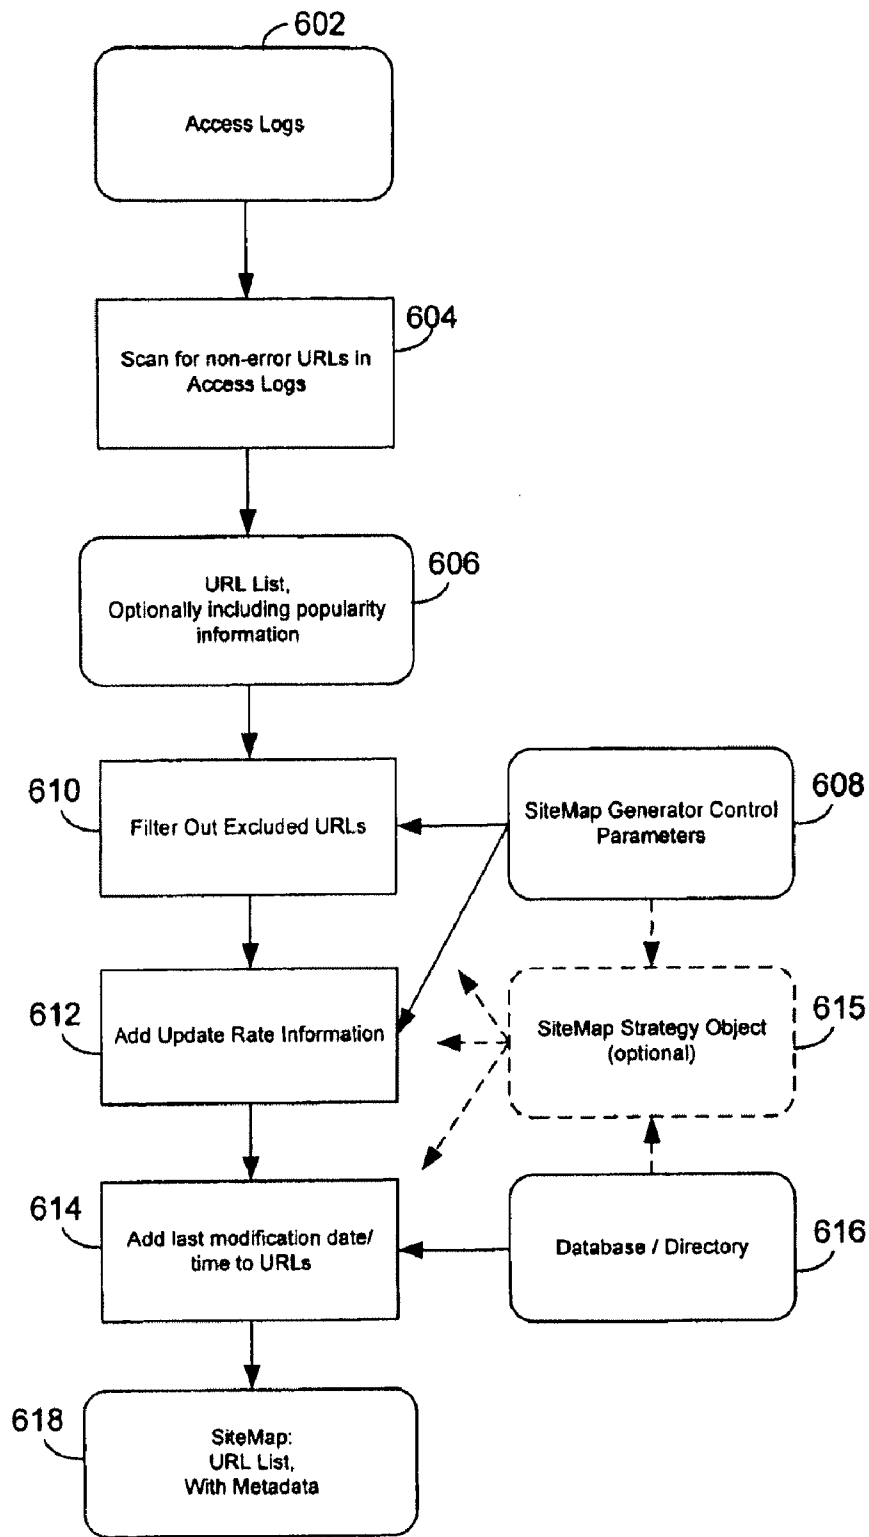 602
Access Logs
604
Scan for non-error URLs in
Access Logs
606
URL List,
Optionally including popularity
information
610
Filter Out Excluded URLs
608
SiteMap Generator Control
Parameters
612
Add Update Rate Information
615
SiteMap Strategy Object
(optional)
614
Add last modification date/
time to URLs
616
Database / Directory
618
SiteMap:
URL List,
With Metadata